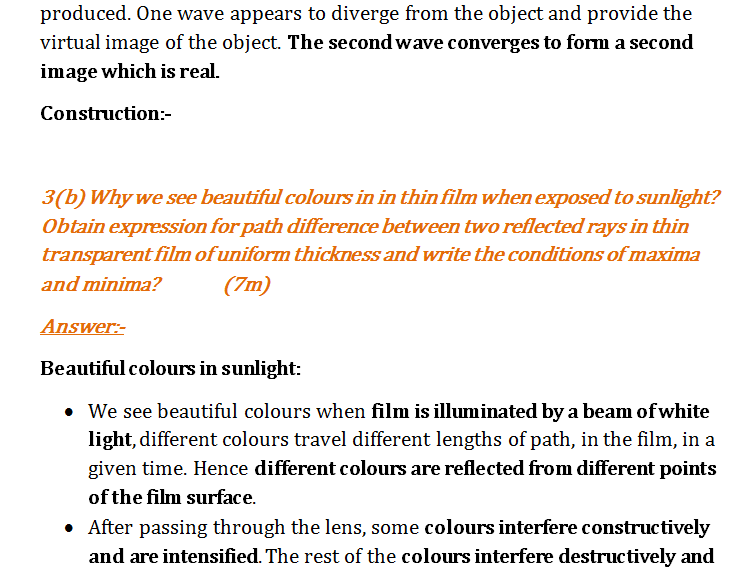 produced. One wave appears to diverge from the object and provide the
virtual image of the object. The second wave converges to form a second
image which is real.
Construction:-
3(b) Why we see beautiful colours in in thin film when exposed to sunlight?
Obtain expression for path difference between two reflected rays in thin
transparent film of uniform thickness and write the conditions of maxima
and minima? (7m)
Answer:-
Beautiful colours in sunlight:
• We see beautiful colours when film is illuminated by a beam of white
light, different colours travel different lengths of path, in the film, in a
given time. Hence different colours are reflected from different points
of the film surface.
• After passing through the lens, some colours interfere constructively
and are intensified. The rest of the colours interfere destructively and